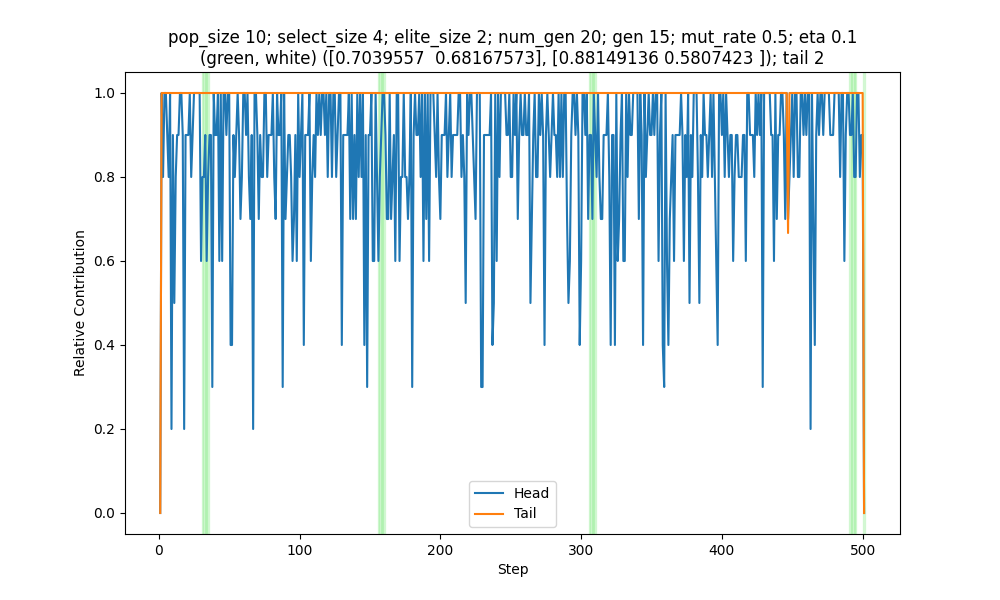 pop_size 10; select_size 4; elite_size 2; num_gen 20; gen 15; mut_rate 0.5; eta 0.1
(green, white) ([0.7039557  0.68167573], [0.88149136 0.5807423 ]); tail 2
1.0
0.8
0.6
0.4
0.2
0.0
Relative Contribution
Head
Tail
0 100 200 300 400 500
Step